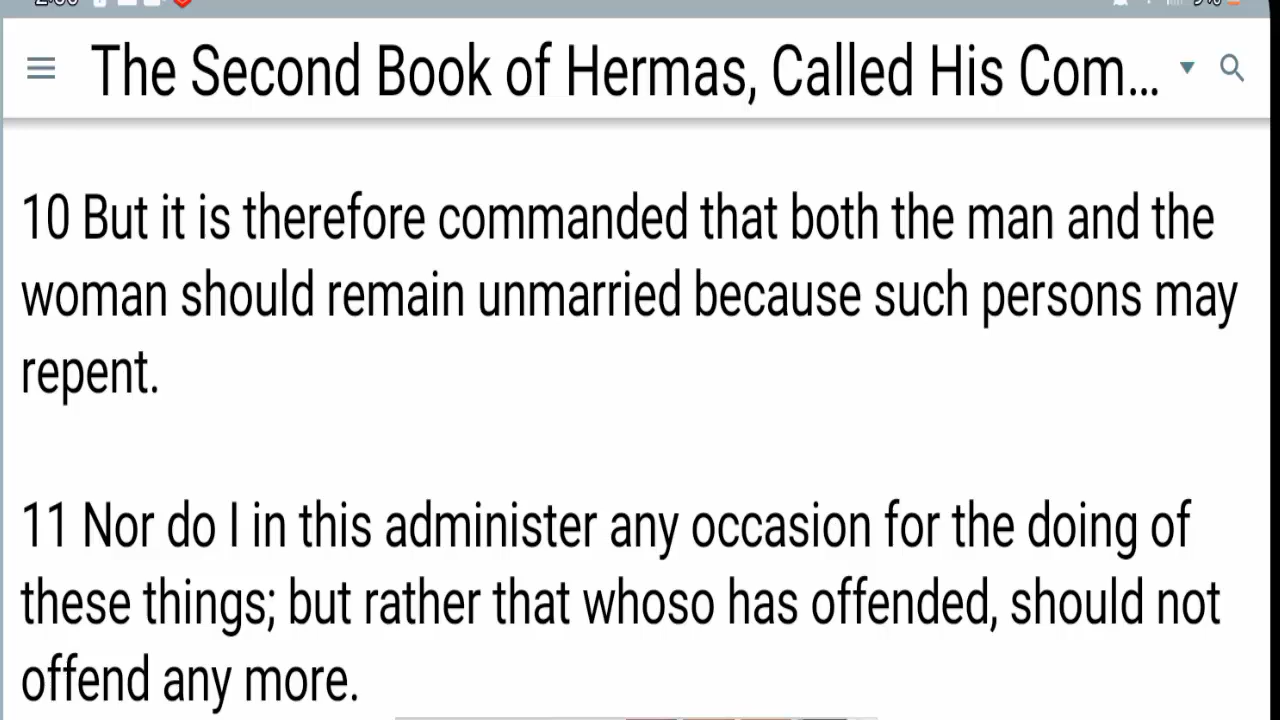 The Second Book of Hermas, Called His Com...
10 But it is therefore commanded that both the man and the
woman should remain unmarried because such persons may
repent.
11 Nor do I in this administer any occasion for the doing of
these things; but rather that whoso has offended, should not
offend any more.